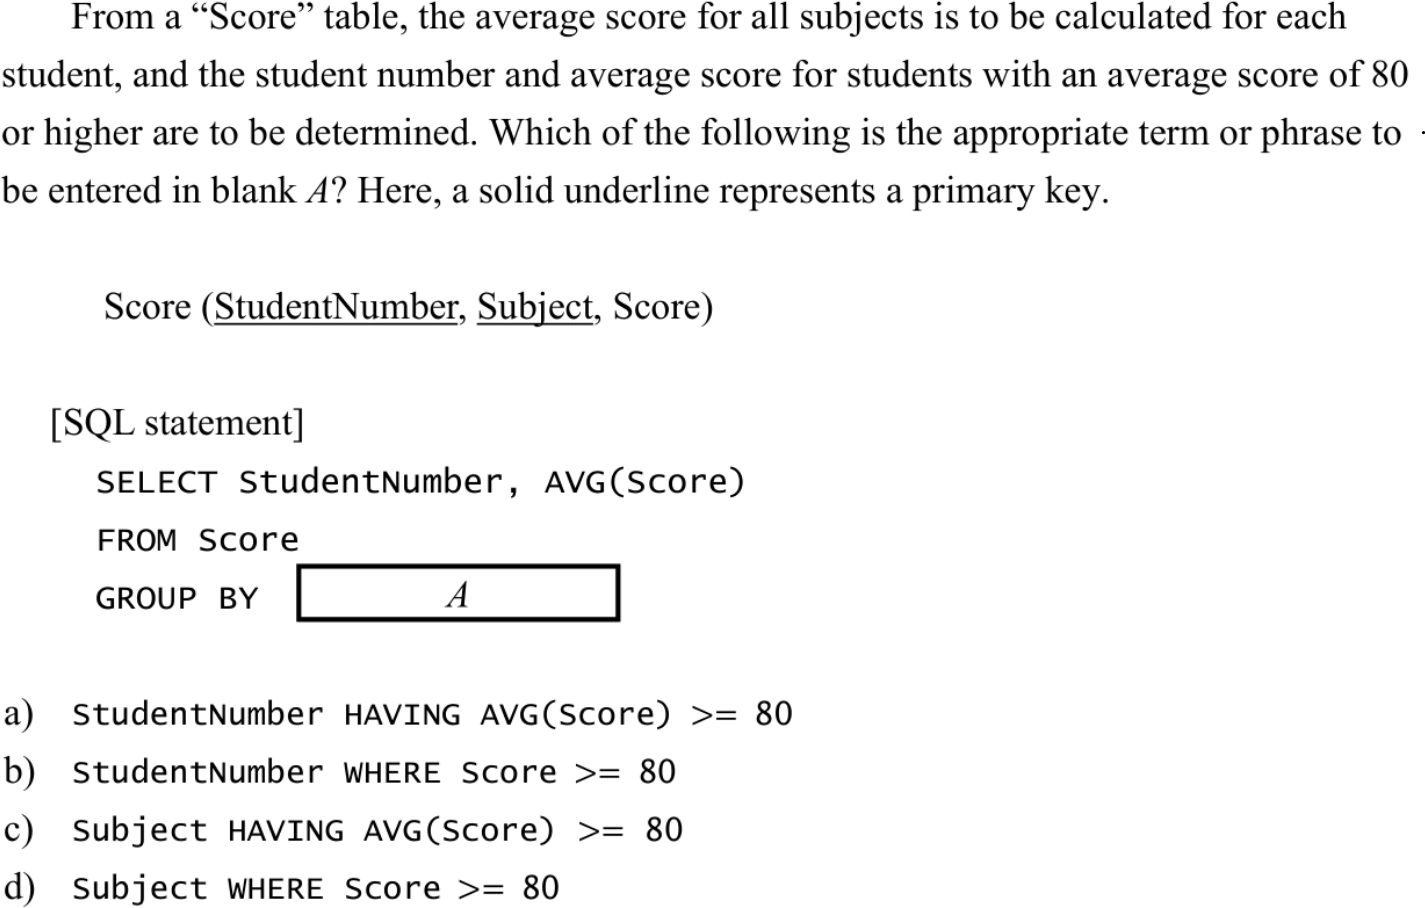 From a “Score” table, the average score for all subjects is to be calculated for each
student, and the student number and average score for students with an average score of 80
or higher are to be determined. Which of the following is the appropriate term or phrase to
be entered in blank A? Here, a solid underline represents a primary key.
Score (StudentNumber, Subject, Score)
[SQL statement]
SELECT StudentNumber, AVG(Score)
FROM Score
GROUP BY A
a) StudentNumber HAVING AVG(Score) >= 80
b) StudentNumber WHERE Score >= 80
c) Subject HAVING AVG(Score) >= 80
d) Subject WHERE Score >= 80